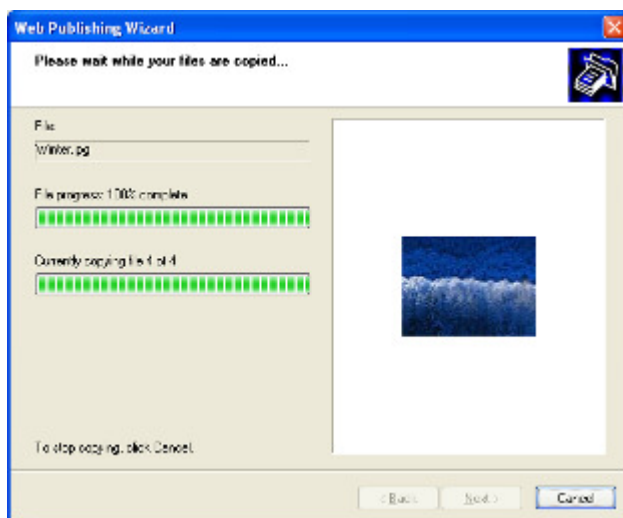 Web Publishing Wizard
Please wait while your files are copied...
File
Winter.jpg
File progress: 100% complete
Currently copying file 4 of 4
To stop copying, click Cancel.
< Back
Next >
Cancel